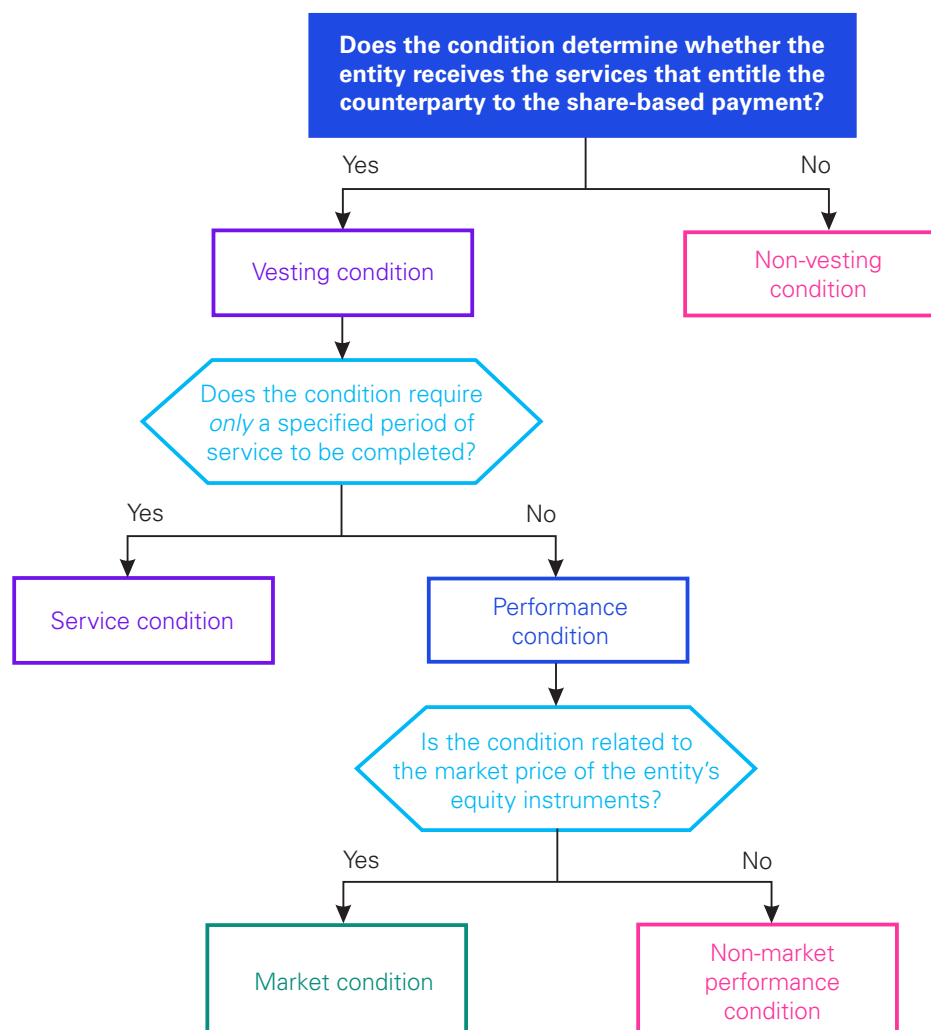 Does the condition determine whether the
entity receives the services that entitle the
counterparty to the share-based payment?
Yes
No
Vesting condition
Non-vesting
condition
Does the condition require
only a specified period of
service to be completed?
Yes
No
Service condition
Performance
condition
Is the condition related to
the market price of the entity’s
equity instruments?
Yes
No
Market condition
Non-market
performance
condition